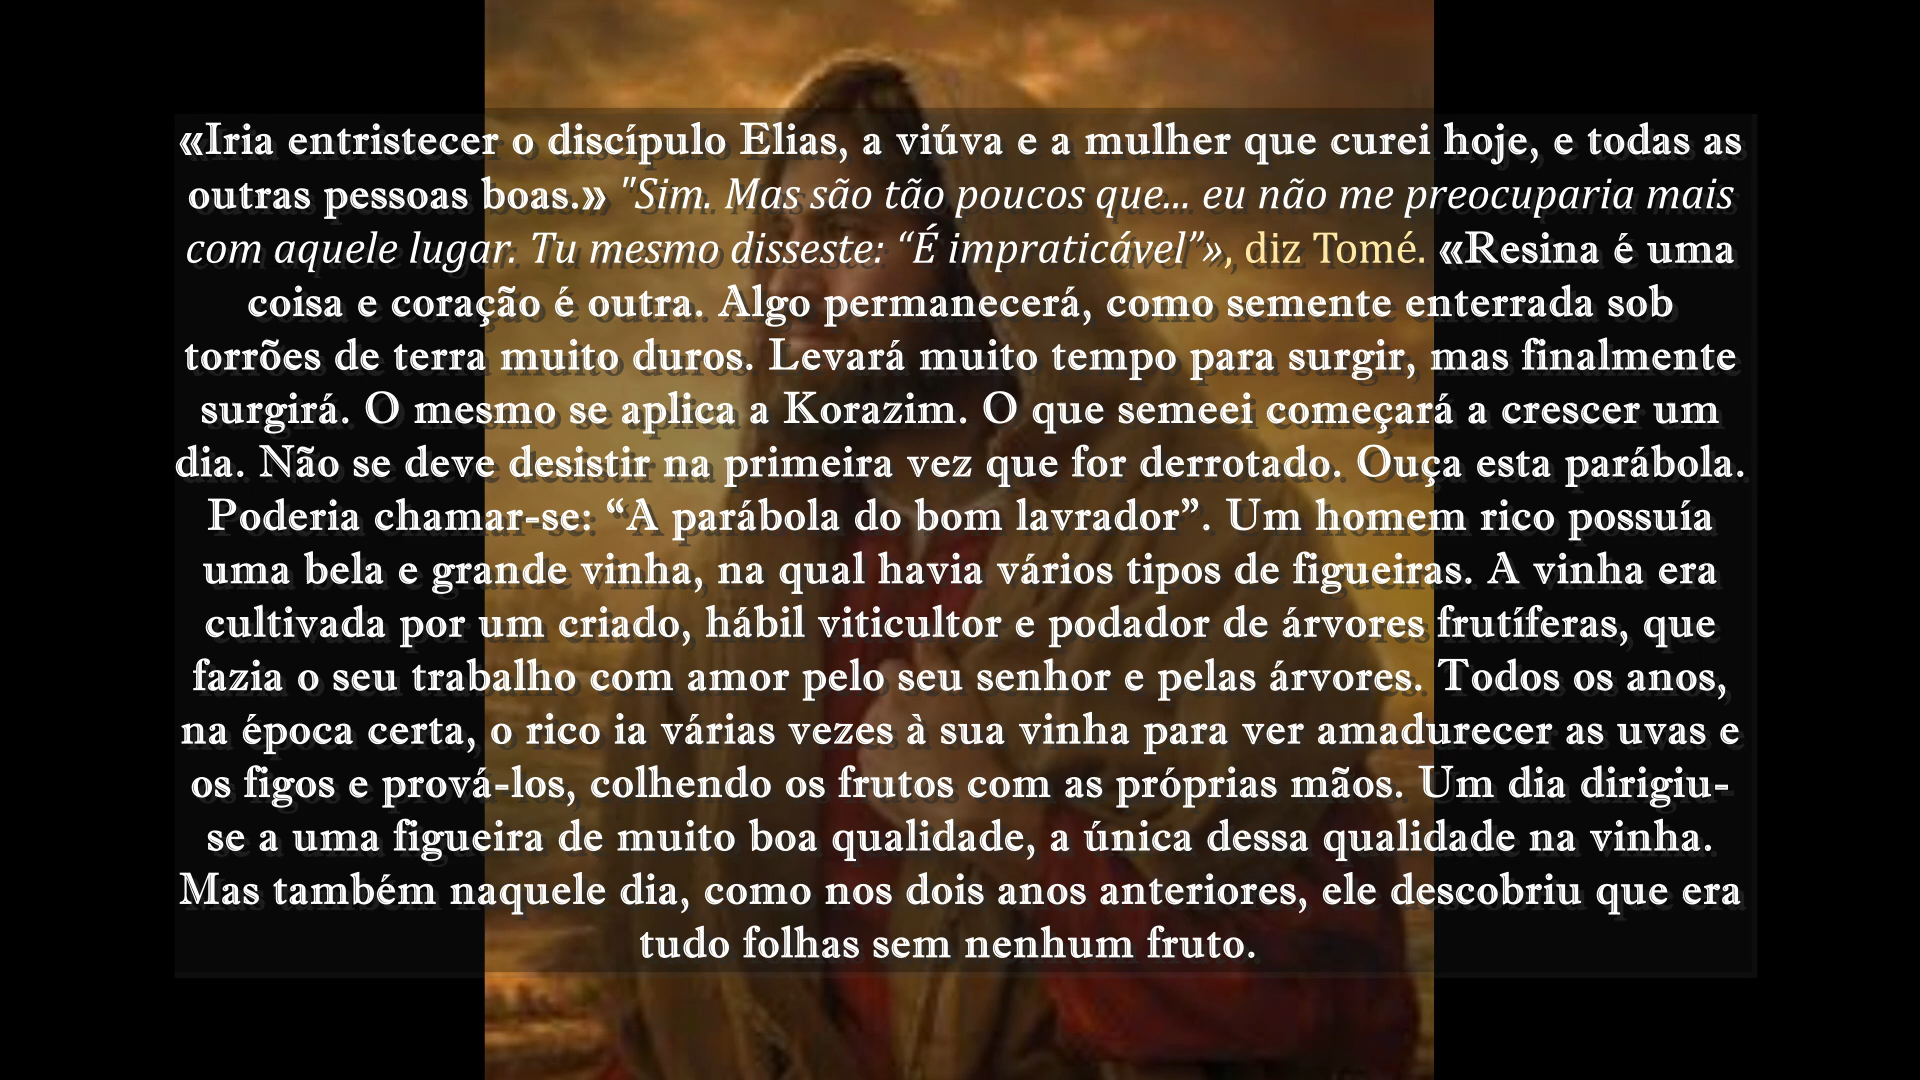 «Iria entristecer o discípulo Elias, a viúva e a mulher que curei hoje, e todas as
outras pessoas boas.» "Sim. Mas são tão poucos que... eu não me preocuparia mais
com aquele lugar. Tu mesmo disseste: “É impraticável”», diz Tomé. «Resina é uma
coisa e coração é outra. Algo permanecerá, como semente enterrada sob
torrões de terra muito duros. Levará muito tempo para surgir, mas finalmente
surgirá. O mesmo se aplica a Korazim. O que semeei começará a crescer um
dia. Não se deve desistir na primeira vez que for derrotado. Ouça esta parábola.
Poderia chamar-se: “A parábola do bom lavrador”. Um homem rico possuía
uma bela e grande vinha, na qual havia vários tipos de figueiras. A vinha era
cultivada por um criado, hábil viticultor e podador de árvores frutíferas, que
fazia o seu trabalho com amor pelo seu senhor e pelas árvores. Todos os anos,
na época certa, o rico ia várias vezes à sua vinha para ver amadurecer as uvas e
os figos e prová-los, colhendo os frutos com as próprias mãos. Um dia dirigiu-
se a uma figueira de muito boa qualidade, a única dessa qualidade na vinha.
Mas também naquele dia, como nos dois anos anteriores, ele descobriu que era
tudo folhas sem nenhum fruto.